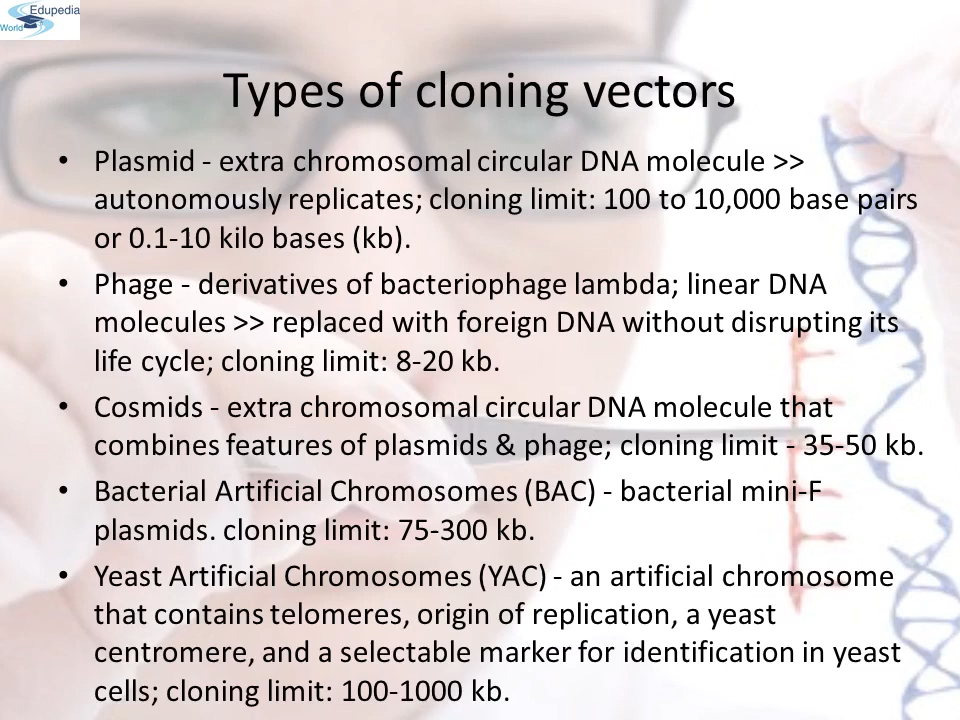 Edupedia
World
Types of cloning vectors
• Plasmid - extra chromosomal circular DNA molecule >>
autonomously replicates; cloning limit: 100 to 10,000 base pairs
or 0.1-10 kilo bases (kb).
• Phage - derivatives of bacteriophage lambda; linear DNA
molecules >> replaced with foreign DNA without disrupting its
life cycle; cloning limit: 8-20 kb.
• Cosmids - extra chromosomal circular DNA molecule that
combines features of plasmids & phage; cloning limit - 35-50 kb.
• Bacterial Artificial Chromosomes (BAC) - bacterial mini-F
plasmids. cloning limit: 75-300 kb.
• Yeast Artificial Chromosomes (YAC) - an artificial chromosome
that contains telomeres, origin of replication, a yeast
centromere, and a selectable marker for identification in yeast
cells; cloning limit: 100-1000 kb.